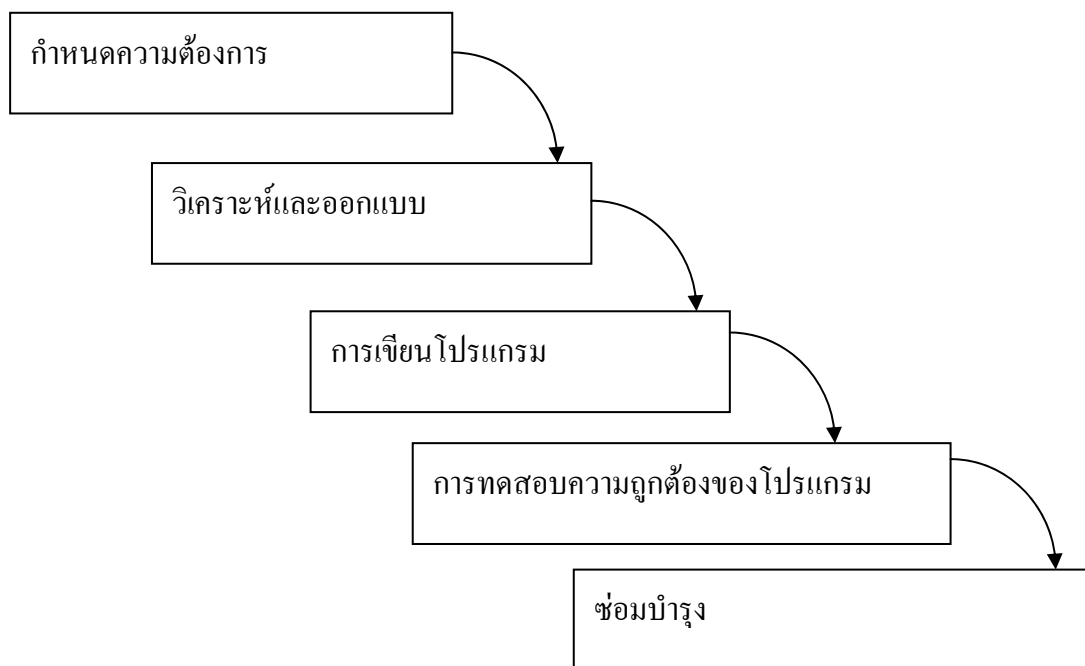 กำหนดความต้องการ
วิเคราะห์และออกแบบ
การเขียนโปรแกรม
การทดสอบความถูกต้องของโปรแกรม
ซ่อมบำรุง